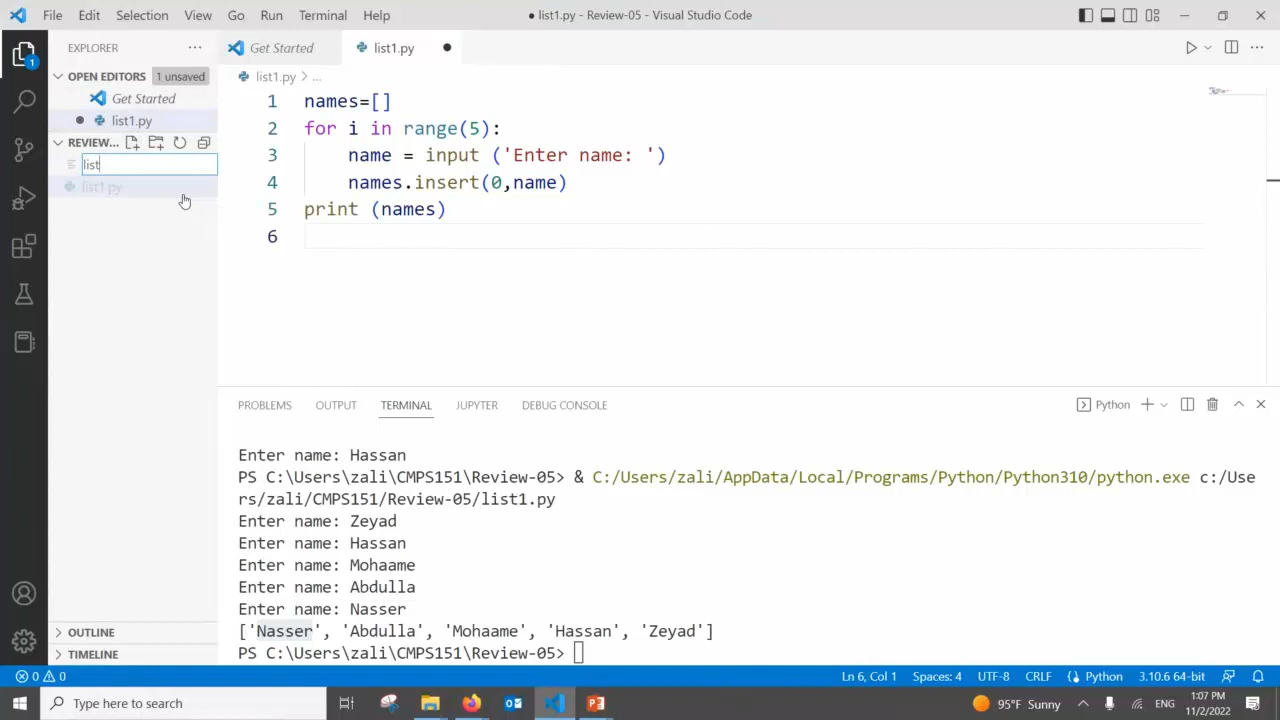 File Edit Selection View Go Run Terminal Help
● list1.py - Review-05 - Visual Studio Code
EXPLORER
OPEN EDITORS 1 unsaved
Get Started
list1.py
REVIEW...
list
list1.py
OUTLINE
TIMELINE
Get Started list1.py
list1.py > ...
1 names=[]
2 for i in range(5):
3 name = input ('Enter name: ')
4 names.insert(0,name)
5 print (names)
6
PROBLEMS OUTPUT TERMINAL JUPYTER DEBUG CONSOLE
Python
Enter name: Hassan
PS C:\Users\zali\CMPS151\Review-05> & C:/Users/zali/AppData/Local/Programs/Python/Python310/python.exe c:/Use
rs/zali/CMPS151/Review-05/list1.py
Enter name: Zeyad
Enter name: Hassan
Enter name: Mohaame
Enter name: Abdulla
Enter name: Nasser
['Nasser', 'Abdulla', 'Mohaame', 'Hassan', 'Zeyad']
PS C:\Users\zali\CMPS151\Review-05>
0 0
Ln 6, Col 1 Spaces: 4 UTF-8 CRLF Python 3.10.6 64-bit
Type here to search
95°F Sunny
ENG
1:07 PM
11/2/2022